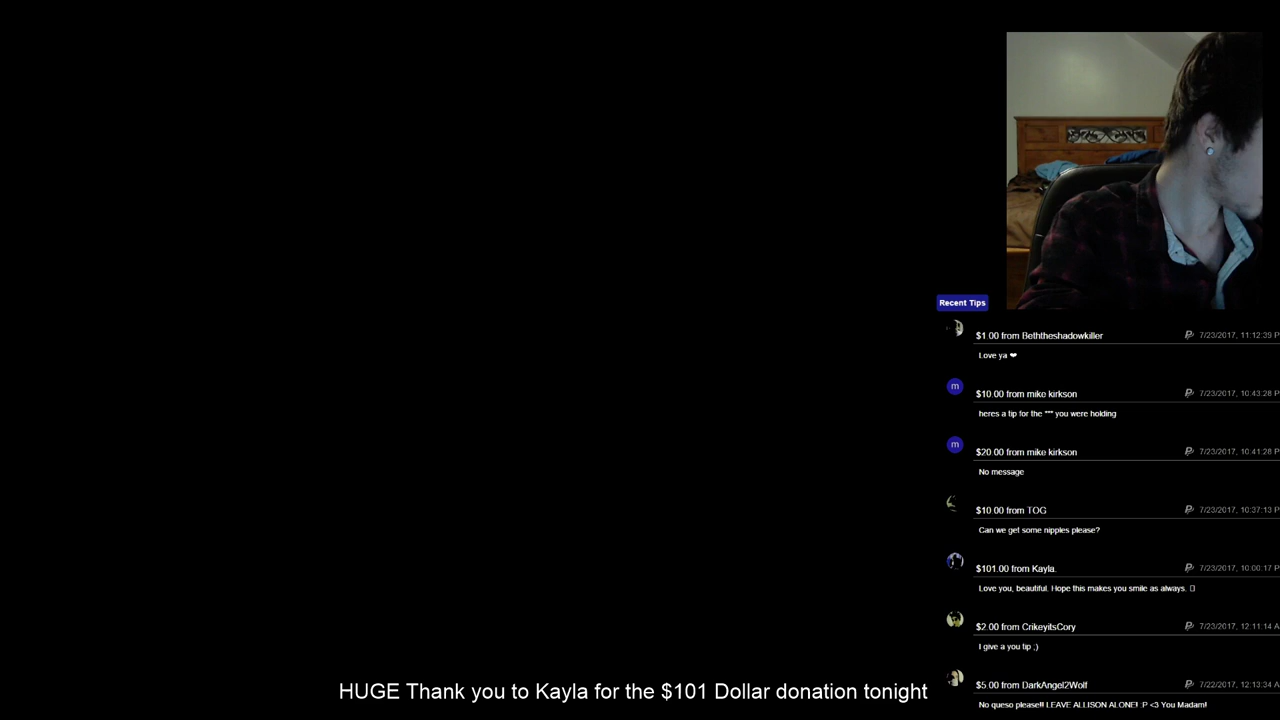 Recent Tips
$1.00 from Beththeshadowkiller 7/23/2017, 11:12:39 P
Love ya ❤
m
$10.00 from mike kirkson 7/23/2017, 10:43:28 P
heres a tip for the *** you were holding
m
$20.00 from mike kirkson 7/23/2017, 10:41:28 P
No message
$10.00 from TOG 7/23/2017, 10:37:13 P
Can we get some nipples please?
$101.00 from Kayla. 7/23/2017, 10:00:17 P
Love you, beautiful. Hope this makes you smile as always.
$2.00 from CrikeyitsCory 7/23/2017, 12:11:14 A
I give a you tip ;)
$5.00 from DarkAngel2Wolf 7/22/2017, 12:13:34 A
No queso please!! LEAVE ALLISON ALONE! :P <3 You Madam!
HUGE Thank you to Kayla for the $101 Dollar donation tonight